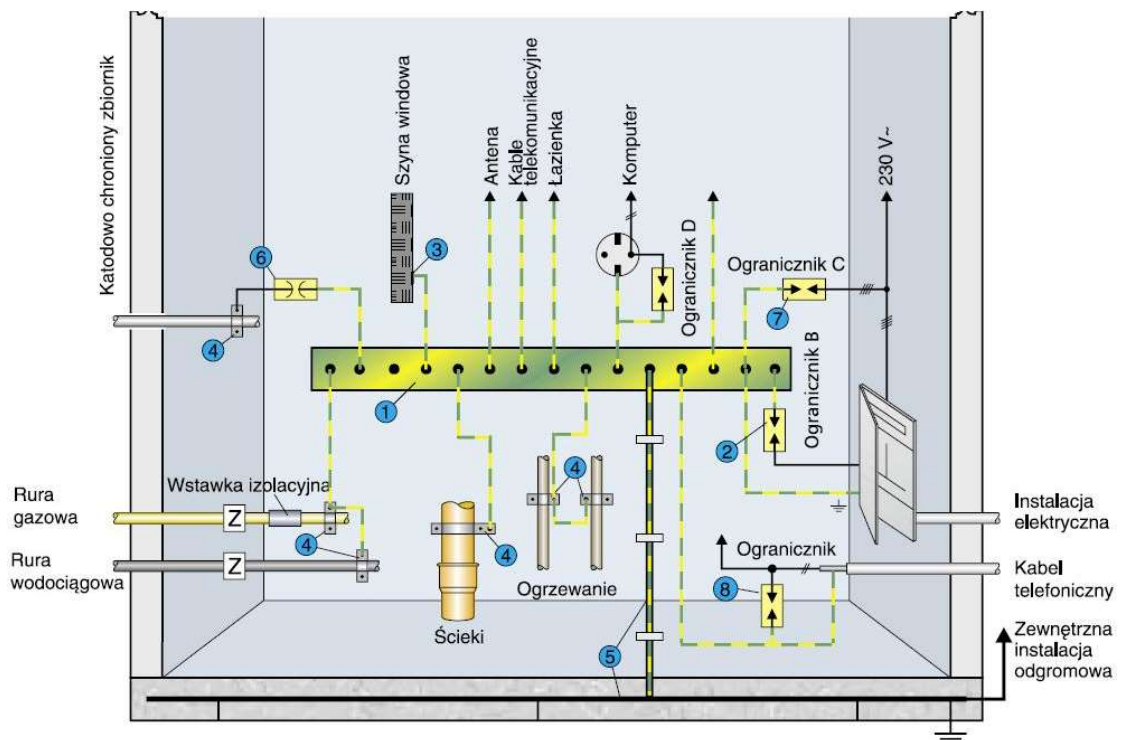 Katodowo chroniony zbiornik
Szyna windowa
Antena
Kable
telekomunikacyjne
Łazienka
Komputer
Ogranicznik D
230 V~
Ogranicznik C
Ogranicznik B
6
3
7
4
1
2
Wstawka izolacyjna
4
Rura
gazowa
4
4
Instalacja
elektryczna
Z
Z
Rura
wodociągowa
Ogrzewanie
Ogranicznik
8
Kabel
telefoniczny
Ścieki
5
Zewnętrzna
instalacja
odgromowa